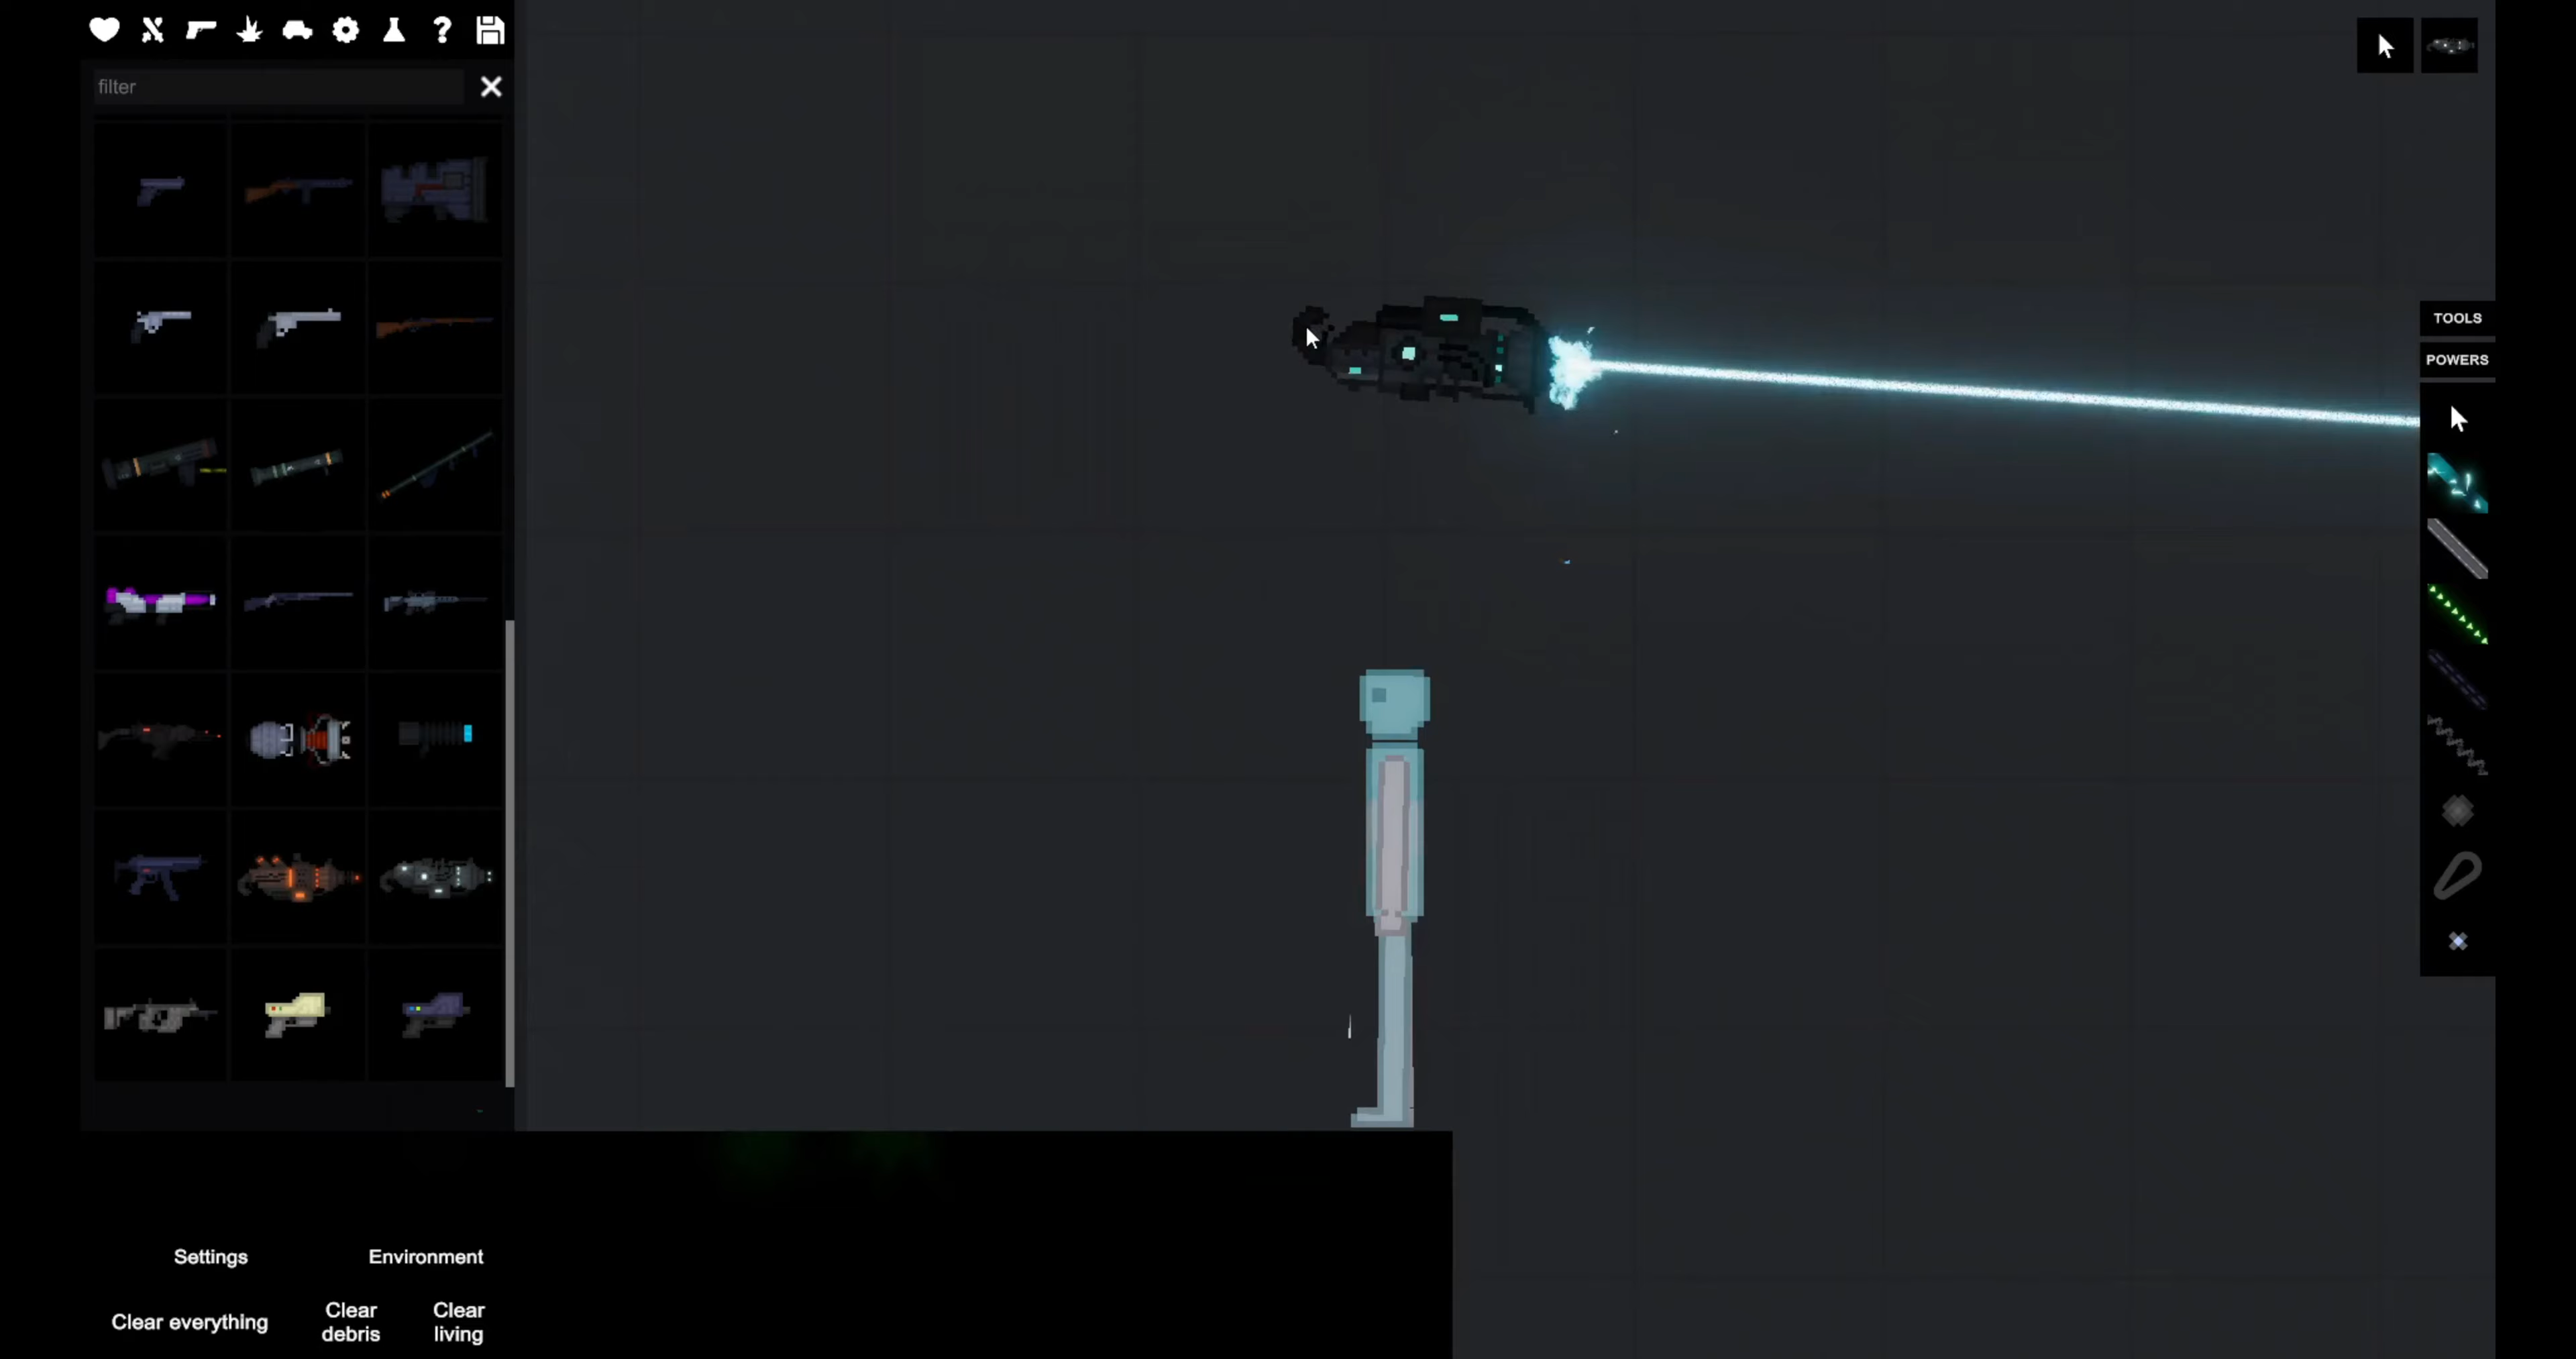 filter
TOOLS
POWERS
Settings
Environment
Clear everything
Clear
debris
Clear
living